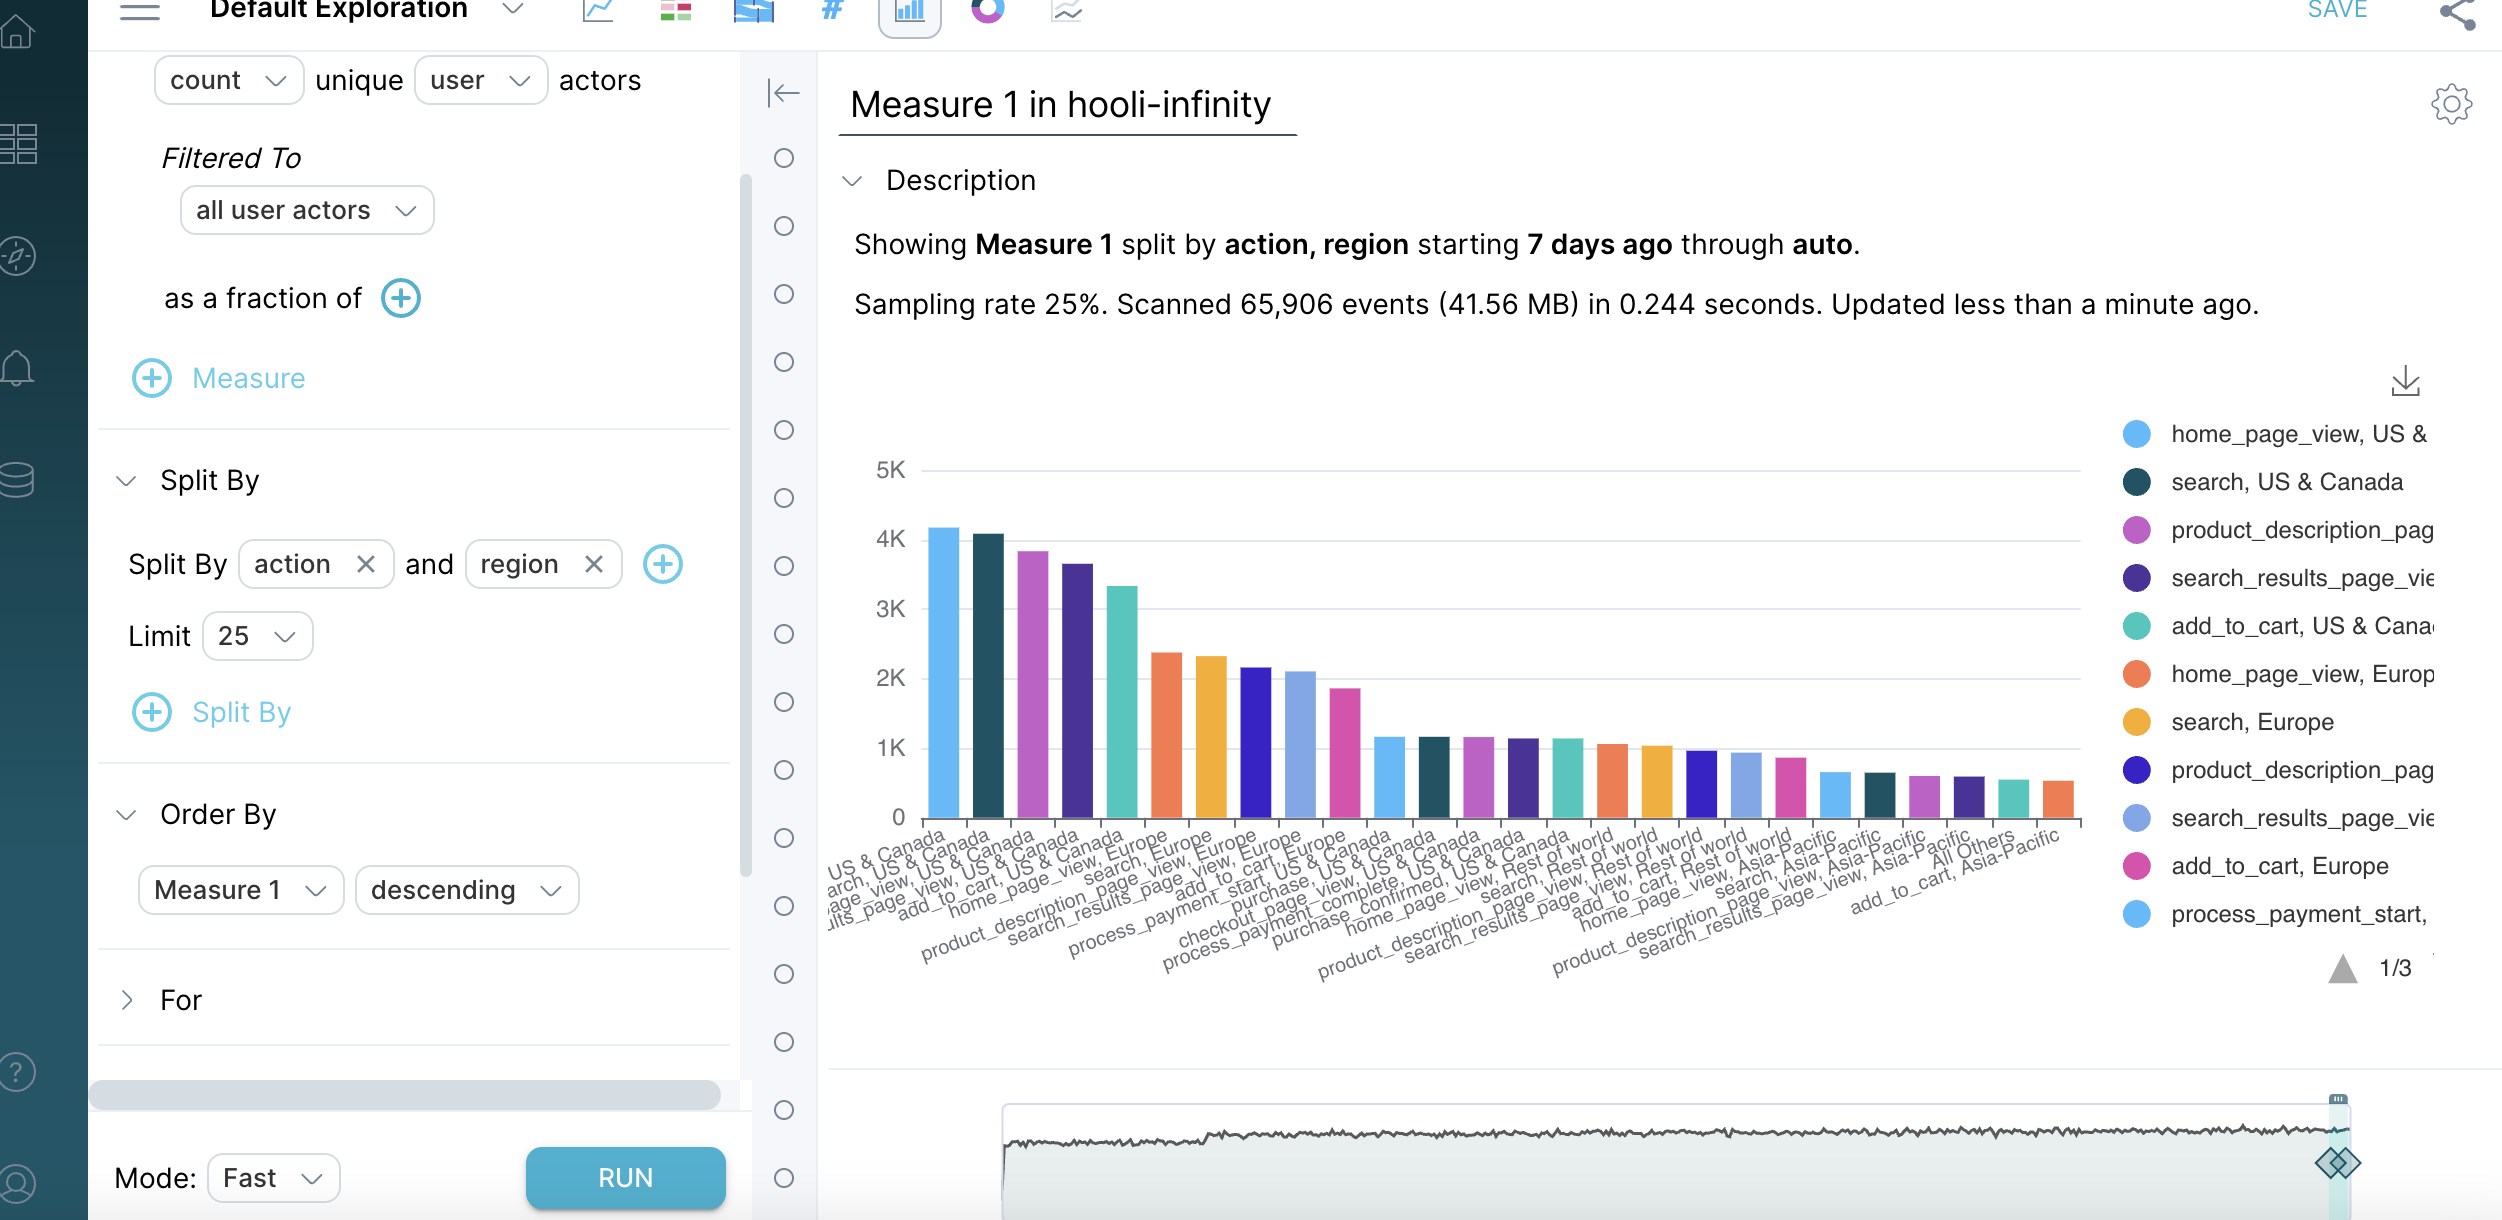 Default Exploration
#
SAVE
count unique user actors
Filtered To
all user actors
as a fraction of
Measure
Split By
Split By action and region
Limit 25
Split By
Order By
Measure 1 descending
For
Mode: Fast RUN
?
Measure 1 in hooli-infinity
Description
Showing Measure 1 split by action, region starting 7 days ago through auto.
Sampling rate 25%. Scanned 65,906 events (41.56 MB) in 0.244 seconds. Updated less than a minute ago.
5K
4K
3K
2K
1K
0
US & Canada
arch, US & Canada
age_view, US & Canada
ults_page_view, US & Canada
add_to_cart, US & Canada
home_page_view, Europe
search, Europe
product_description_page_view, Europe
search_results_page_view, Europe
add_to_cart, Europe
process_payment_start, US & Canada
purchase, US & Canada
checkout_page_view, US & Canada
process_payment_complete, US & Canada
purchase_confirmed, US & Canada
home_page_view, Rest of world
search, Rest of world
product_description_page_view, Rest of world
search_results_page_view, Rest of world
add_to_cart, Rest of world
home_page_view, Asia-Pacific
search, Asia-Pacific
product_description_page_view, Asia-Pacific
search_results_page_view, Asia-Pacific
All Others
add_to_cart, Asia-Pacific
home_page_view, US &
search, US & Canada
product_description_pag
search_results_page_vie
add_to_cart, US & Cana
home_page_view, Europ
search, Europe
product_description_pag
search_results_page_vie
add_to_cart, Europe
process_payment_start,
1/3